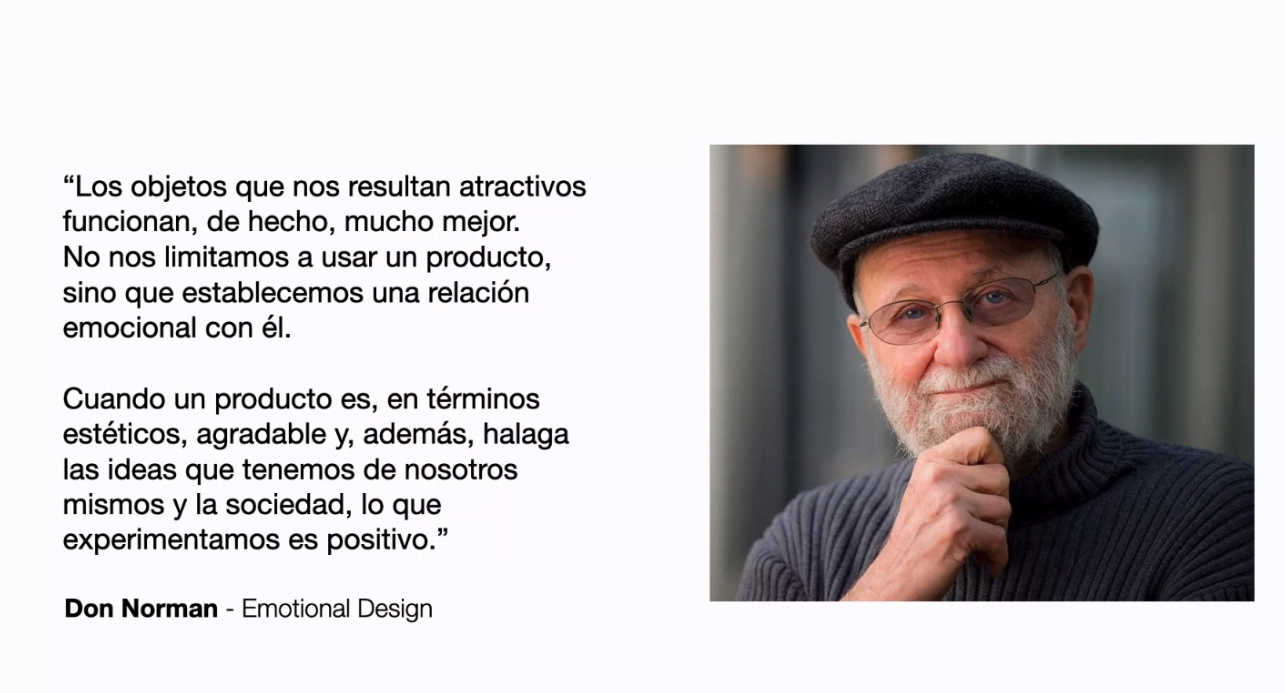 “Los objetos que nos resultan atractivos
funcionan, de hecho, mucho mejor.
No nos limitamos a usar un producto,
sino que establecemos una relación
emocional con él.
Cuando un producto es, en términos
estéticos, agradable y, además, halaga
las ideas que tenemos de nosotros
mismos y la sociedad, lo que
experimentamos es positivo.”
Don Norman - Emotional Design